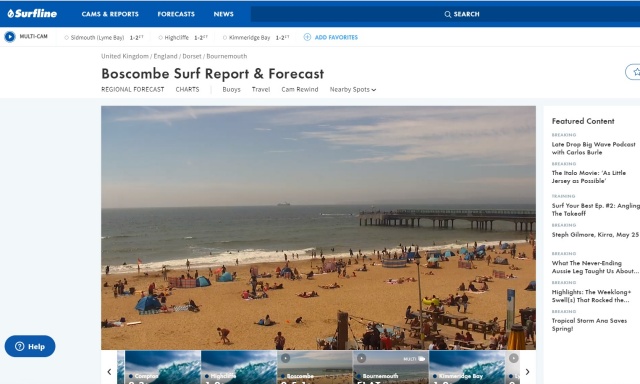 Surfline
CAMS & REPORTS
FORECASTS
NEWS
SEARCH
MULTI-CAM
Sidmouth (Lyme Bay) 1-2FT
Highcliffe 1-2FT
Kimmeridge Bay 1-2FT
ADD FAVORITES
United Kingdom / England / Dorset / Bournemouth
Boscombe Surf Report & Forecast
REGIONAL FORECAST
CHARTS
Buoys
Travel
Cam Rewind
Nearby Spots
Featured Content
BREAKING
Late Drop Big Wave Podcast
with Carlos Burle
BREAKING
The Italo Movie: ‘As Little
Jersey as Possible’
TRAINING
Surf Your Best Ep. #2: Angling
The Takeoff
BREAKING
Steph Gilmore, Kirra, May 25
BREAKING
What The Never-Ending
Aussie Leg Taught Us About...
BREAKING
Highlights: The Weeklong+
Swell(s) That Rocked the...
BREAKING
Tropical Storm Ana Saves
Spring!
Help
Compton
Highcliffe
Boscombe
Bournemouth
MULTI
Kimmeridge Bay
FLAT